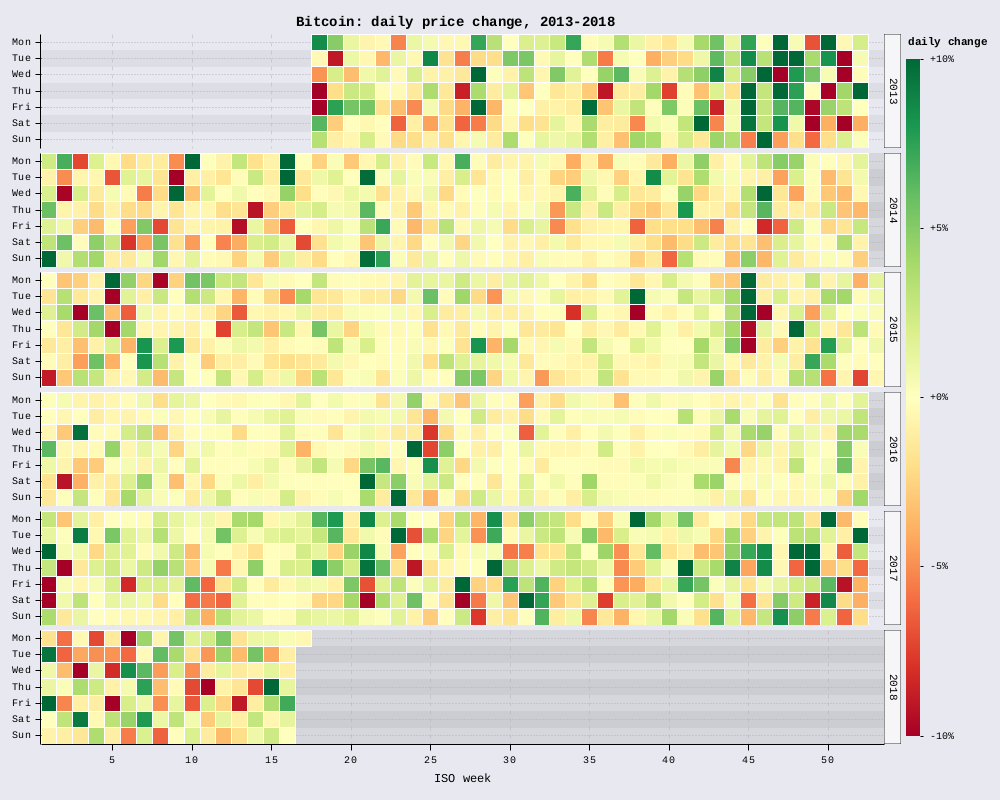 Bitcoin: daily price change, 2013-2018
daily change
Mon
Tue
Wed
Thu
Fri
Sat
Sun
2013
Mon
Tue
Wed
Thu
Fri
Sat
Sun
2014
Mon
Tue
Wed
Thu
Fri
Sat
Sun
2015
Mon
Tue
Wed
Thu
Fri
Sat
Sun
2016
Mon
Tue
Wed
Thu
Fri
Sat
Sun
2017
Mon
Tue
Wed
Thu
Fri
Sat
Sun
2018
+10%
+5%
+0%
-5%
-10%
5 10 15 20 25 30 35 40 45 50
ISO week